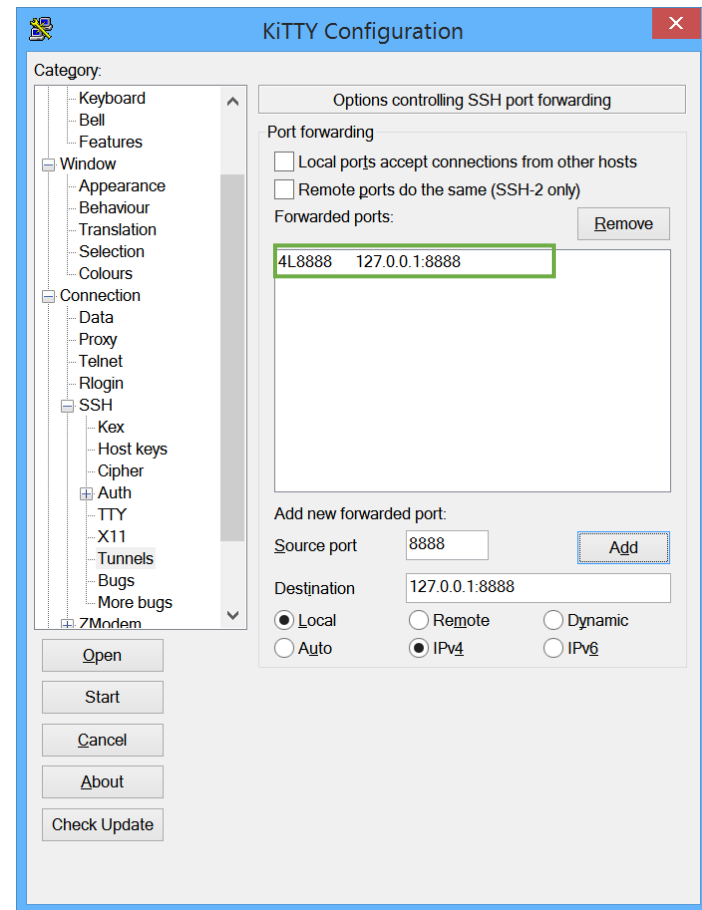 KiTTY Configuration
Category:
Keyboard
Bell
Features
Window
Appearance
Behaviour
Translation
Selection
Colours
Connection
Data
Proxy
Telnet
Rlogin
SSH
Kex
Host keys
Cipher
Auth
TTY
X11
Tunnels
Bugs
More bugs
ZModem
Options controlling SSH port forwarding
Port forwarding
Local ports accept connections from other hosts
Remote ports do the same (SSH-2 only)
Forwarded ports:
Remove
4L8888 127.0.0.1:8888
Add new forwarded port:
Source port 8888 Add
Destination 127.0.0.1:8888
Local Remote Dynamic
Auto IPv4 IPv6
Open
Start
Cancel
About
Check Update